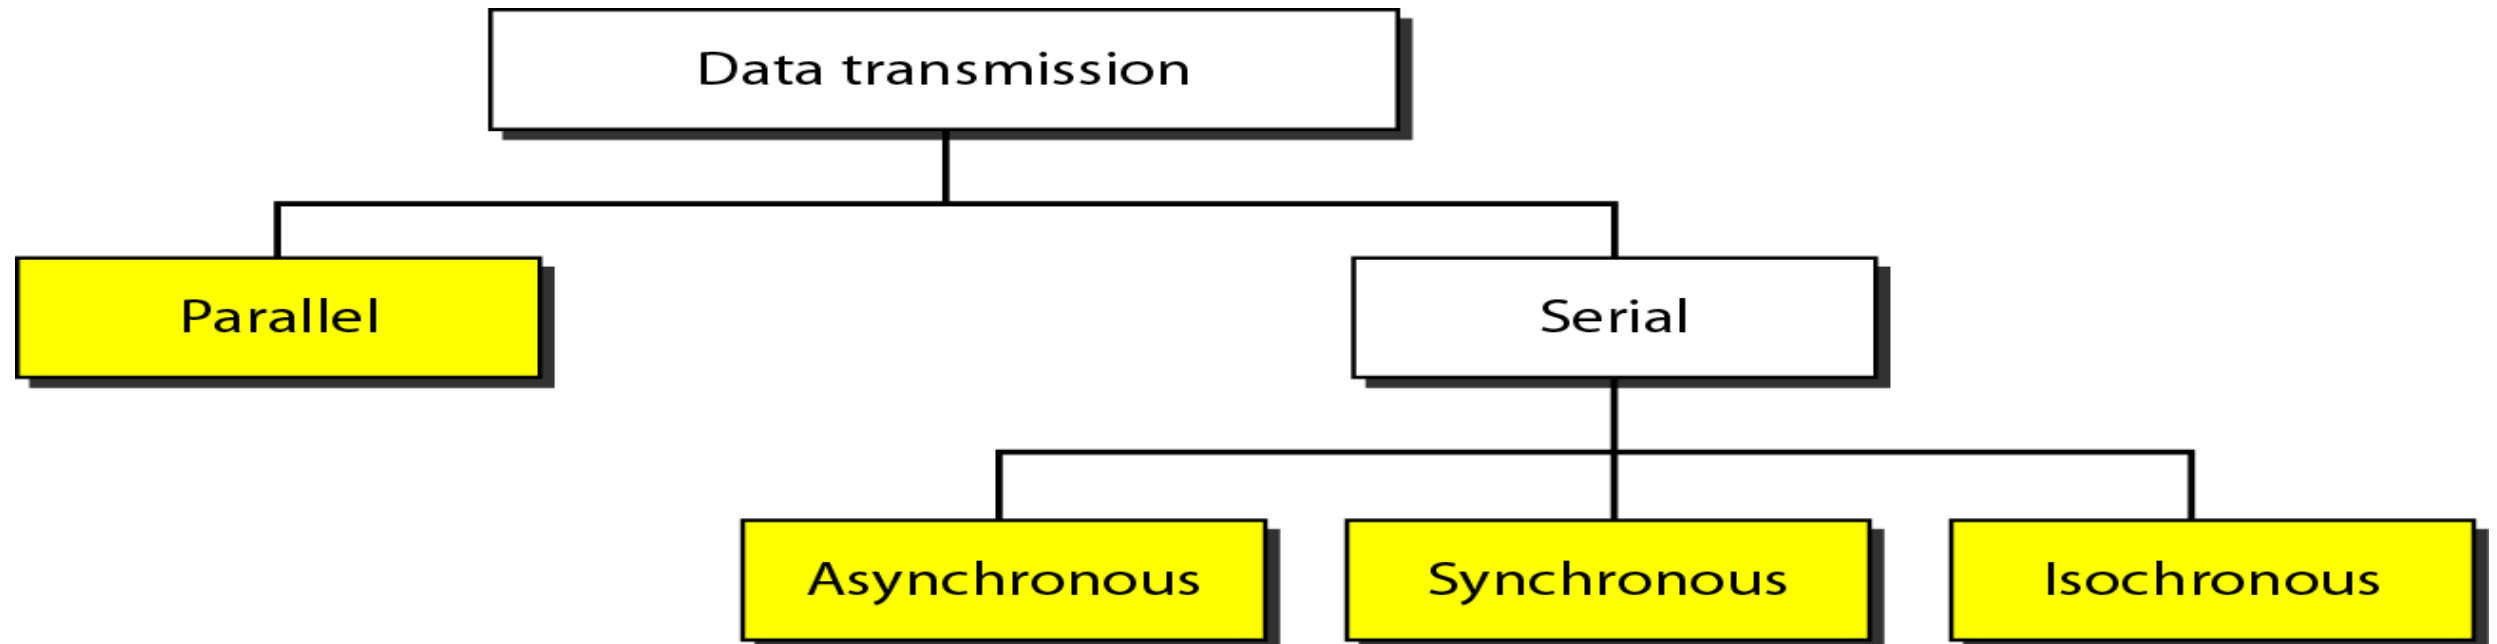 Data transmission
Parallel
Serial
Asynchronous
Synchronous
Isochronous